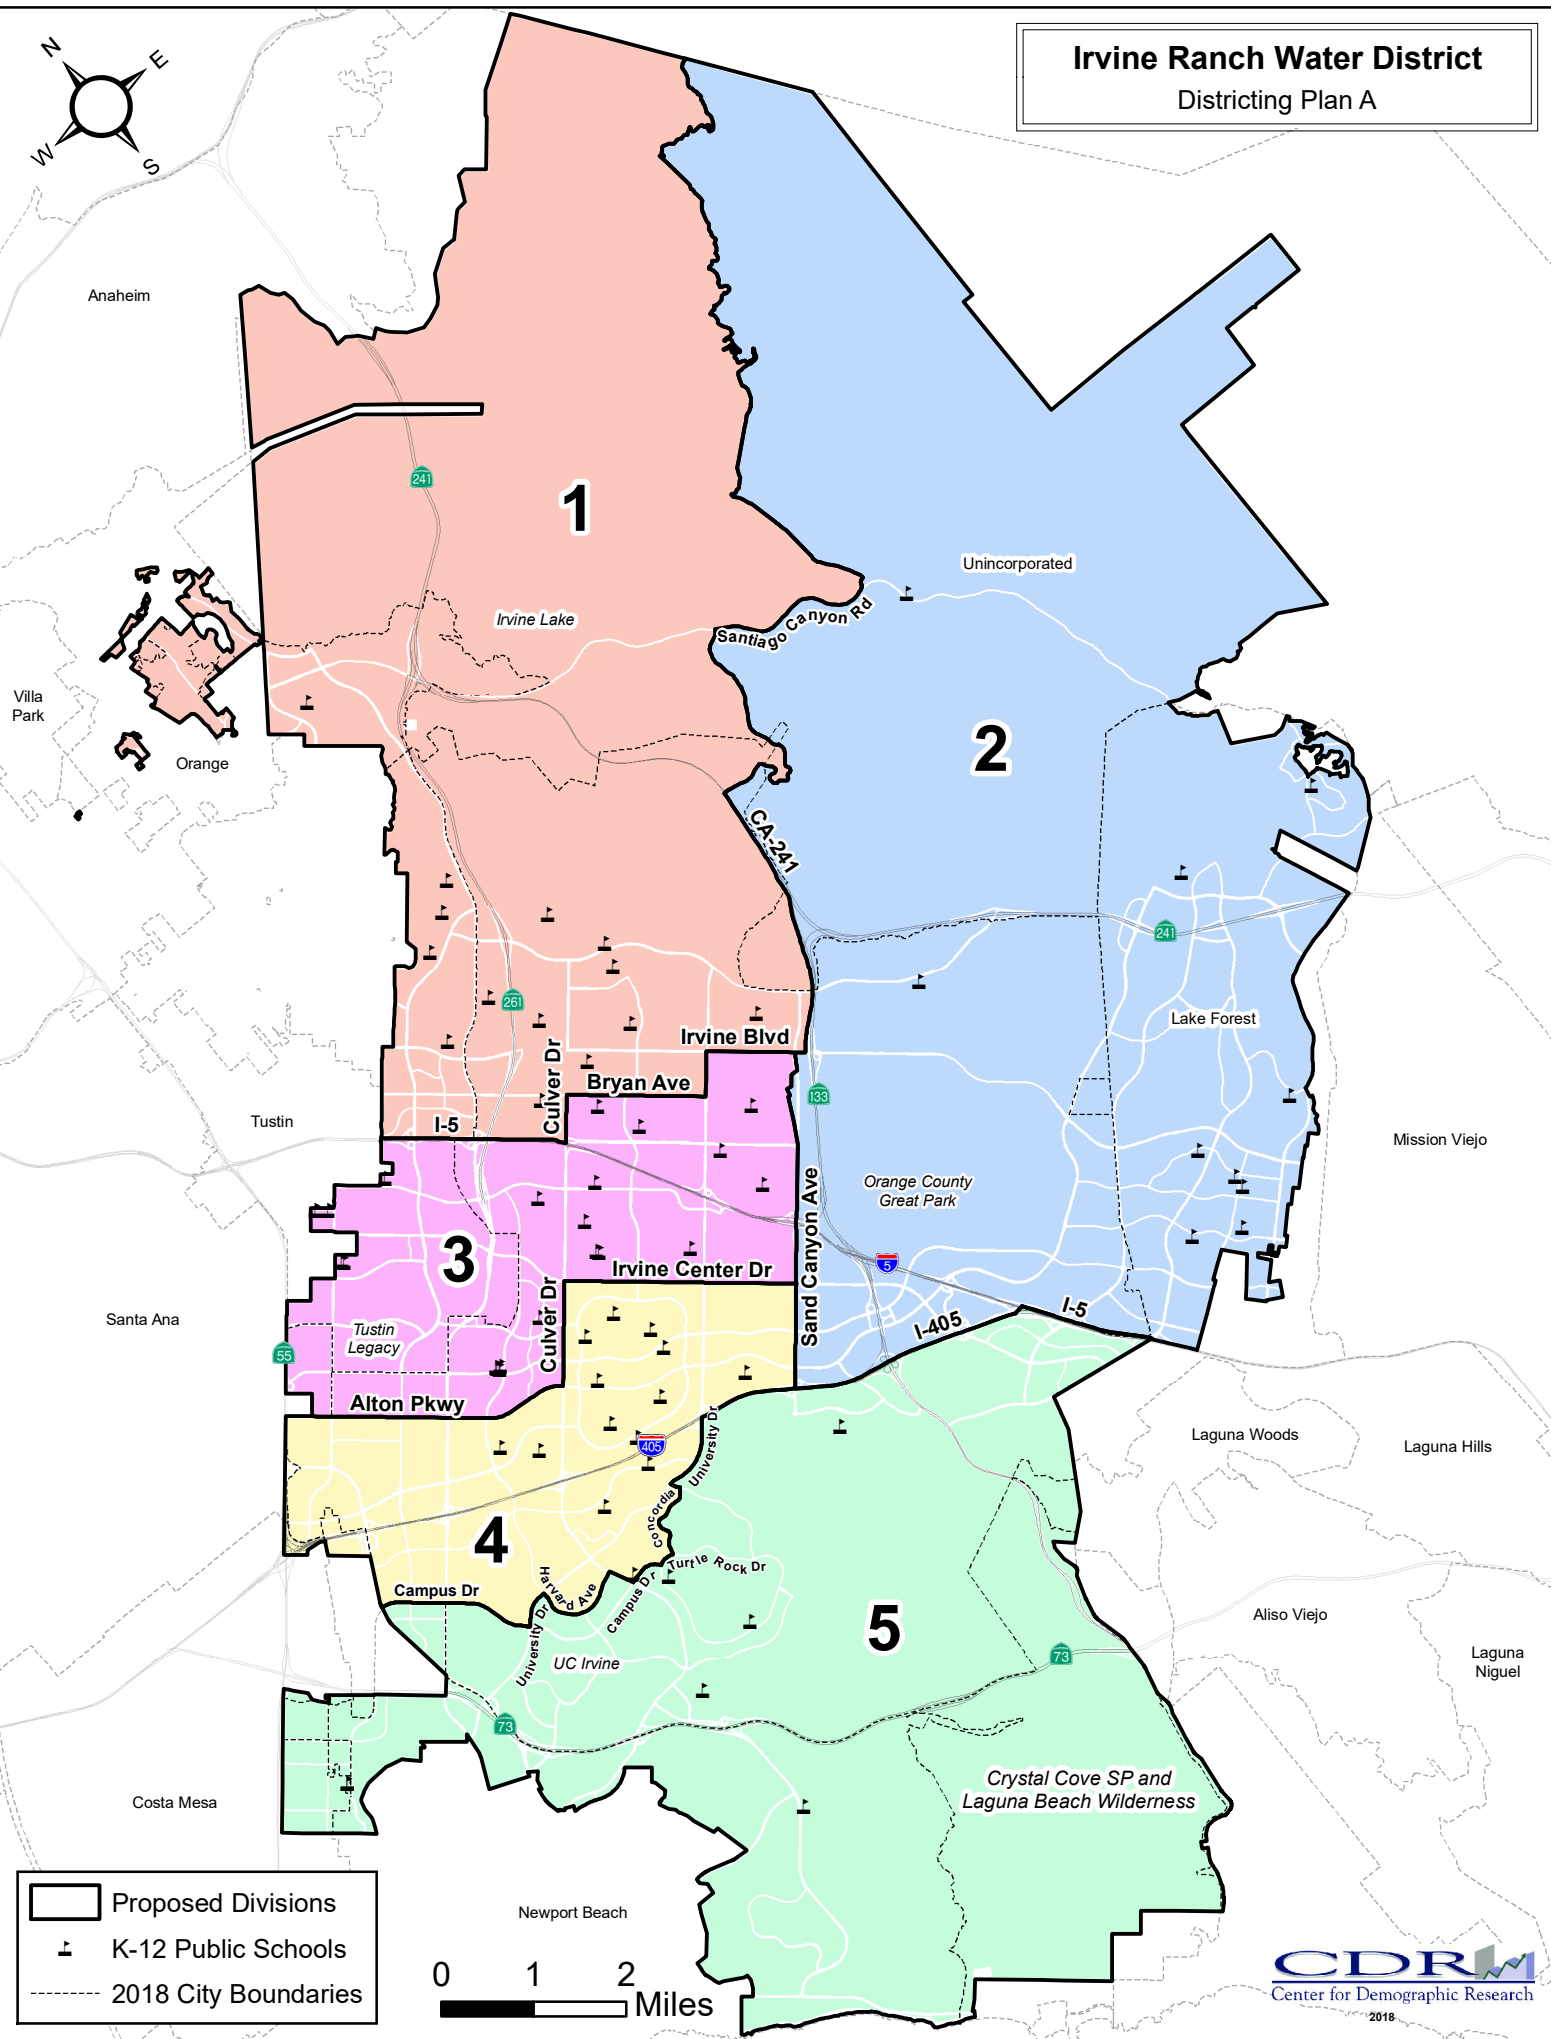 Irvine Ranch Water District
Districting Plan A
N
E
W
S
Anaheim
241
1
Unincorporated
Irvine Lake
Santiago Canyon Rd
Villa
Park
Orange
2
CA-241
241
261
Lake Forest
Irvine Blvd
Culver Dr
Bryan Ave
133
I-5
Tustin
Mission Viejo
Orange County
Great Park
Sand Canyon Ave
3
Irvine Center Dr
5
Culver Dr
I-5
I-405
Santa Ana
Tustin
Legacy
55
Alton Pkwy
University Dr
Laguna Woods
Laguna Hills
405
Concordia
4
Turtle Rock Dr
Harvard Ave
Campus Dr
Campus Dr
University Dr
5
Aliso Viejo
UC Irvine
73
Laguna
Niguel
73
Crystal Cove SP and
Laguna Beach Wilderness
Costa Mesa
Newport Beach
Proposed Divisions
K-12 Public Schools
2018 City Boundaries
0 1 2
Miles
CDR
Center for Demographic Research
2018